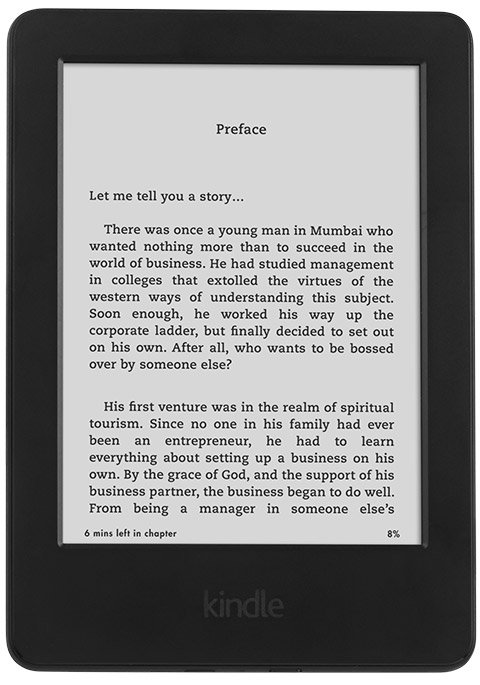 Preface
Let me tell you a story...
There was once a young man in Mumbai who
wanted nothing more than to succeed in the
world of business. He had studied management
in colleges that extolled the virtues of the
western ways of understanding this subject.
Soon enough, he worked his way up the
corporate ladder, but finally decided to set out
on his own. After all, who wants to be bossed
over by someone else?
His first venture was in the realm of spiritual
tourism. Since no one in his family had ever
been an entrepreneur, he had to learn
everything about setting up a business on his
own. By the grace of God, and the support of his
business partner, the business began to do well.
From being a manager in someone else's
6 mins left in chapter 8%
kindle